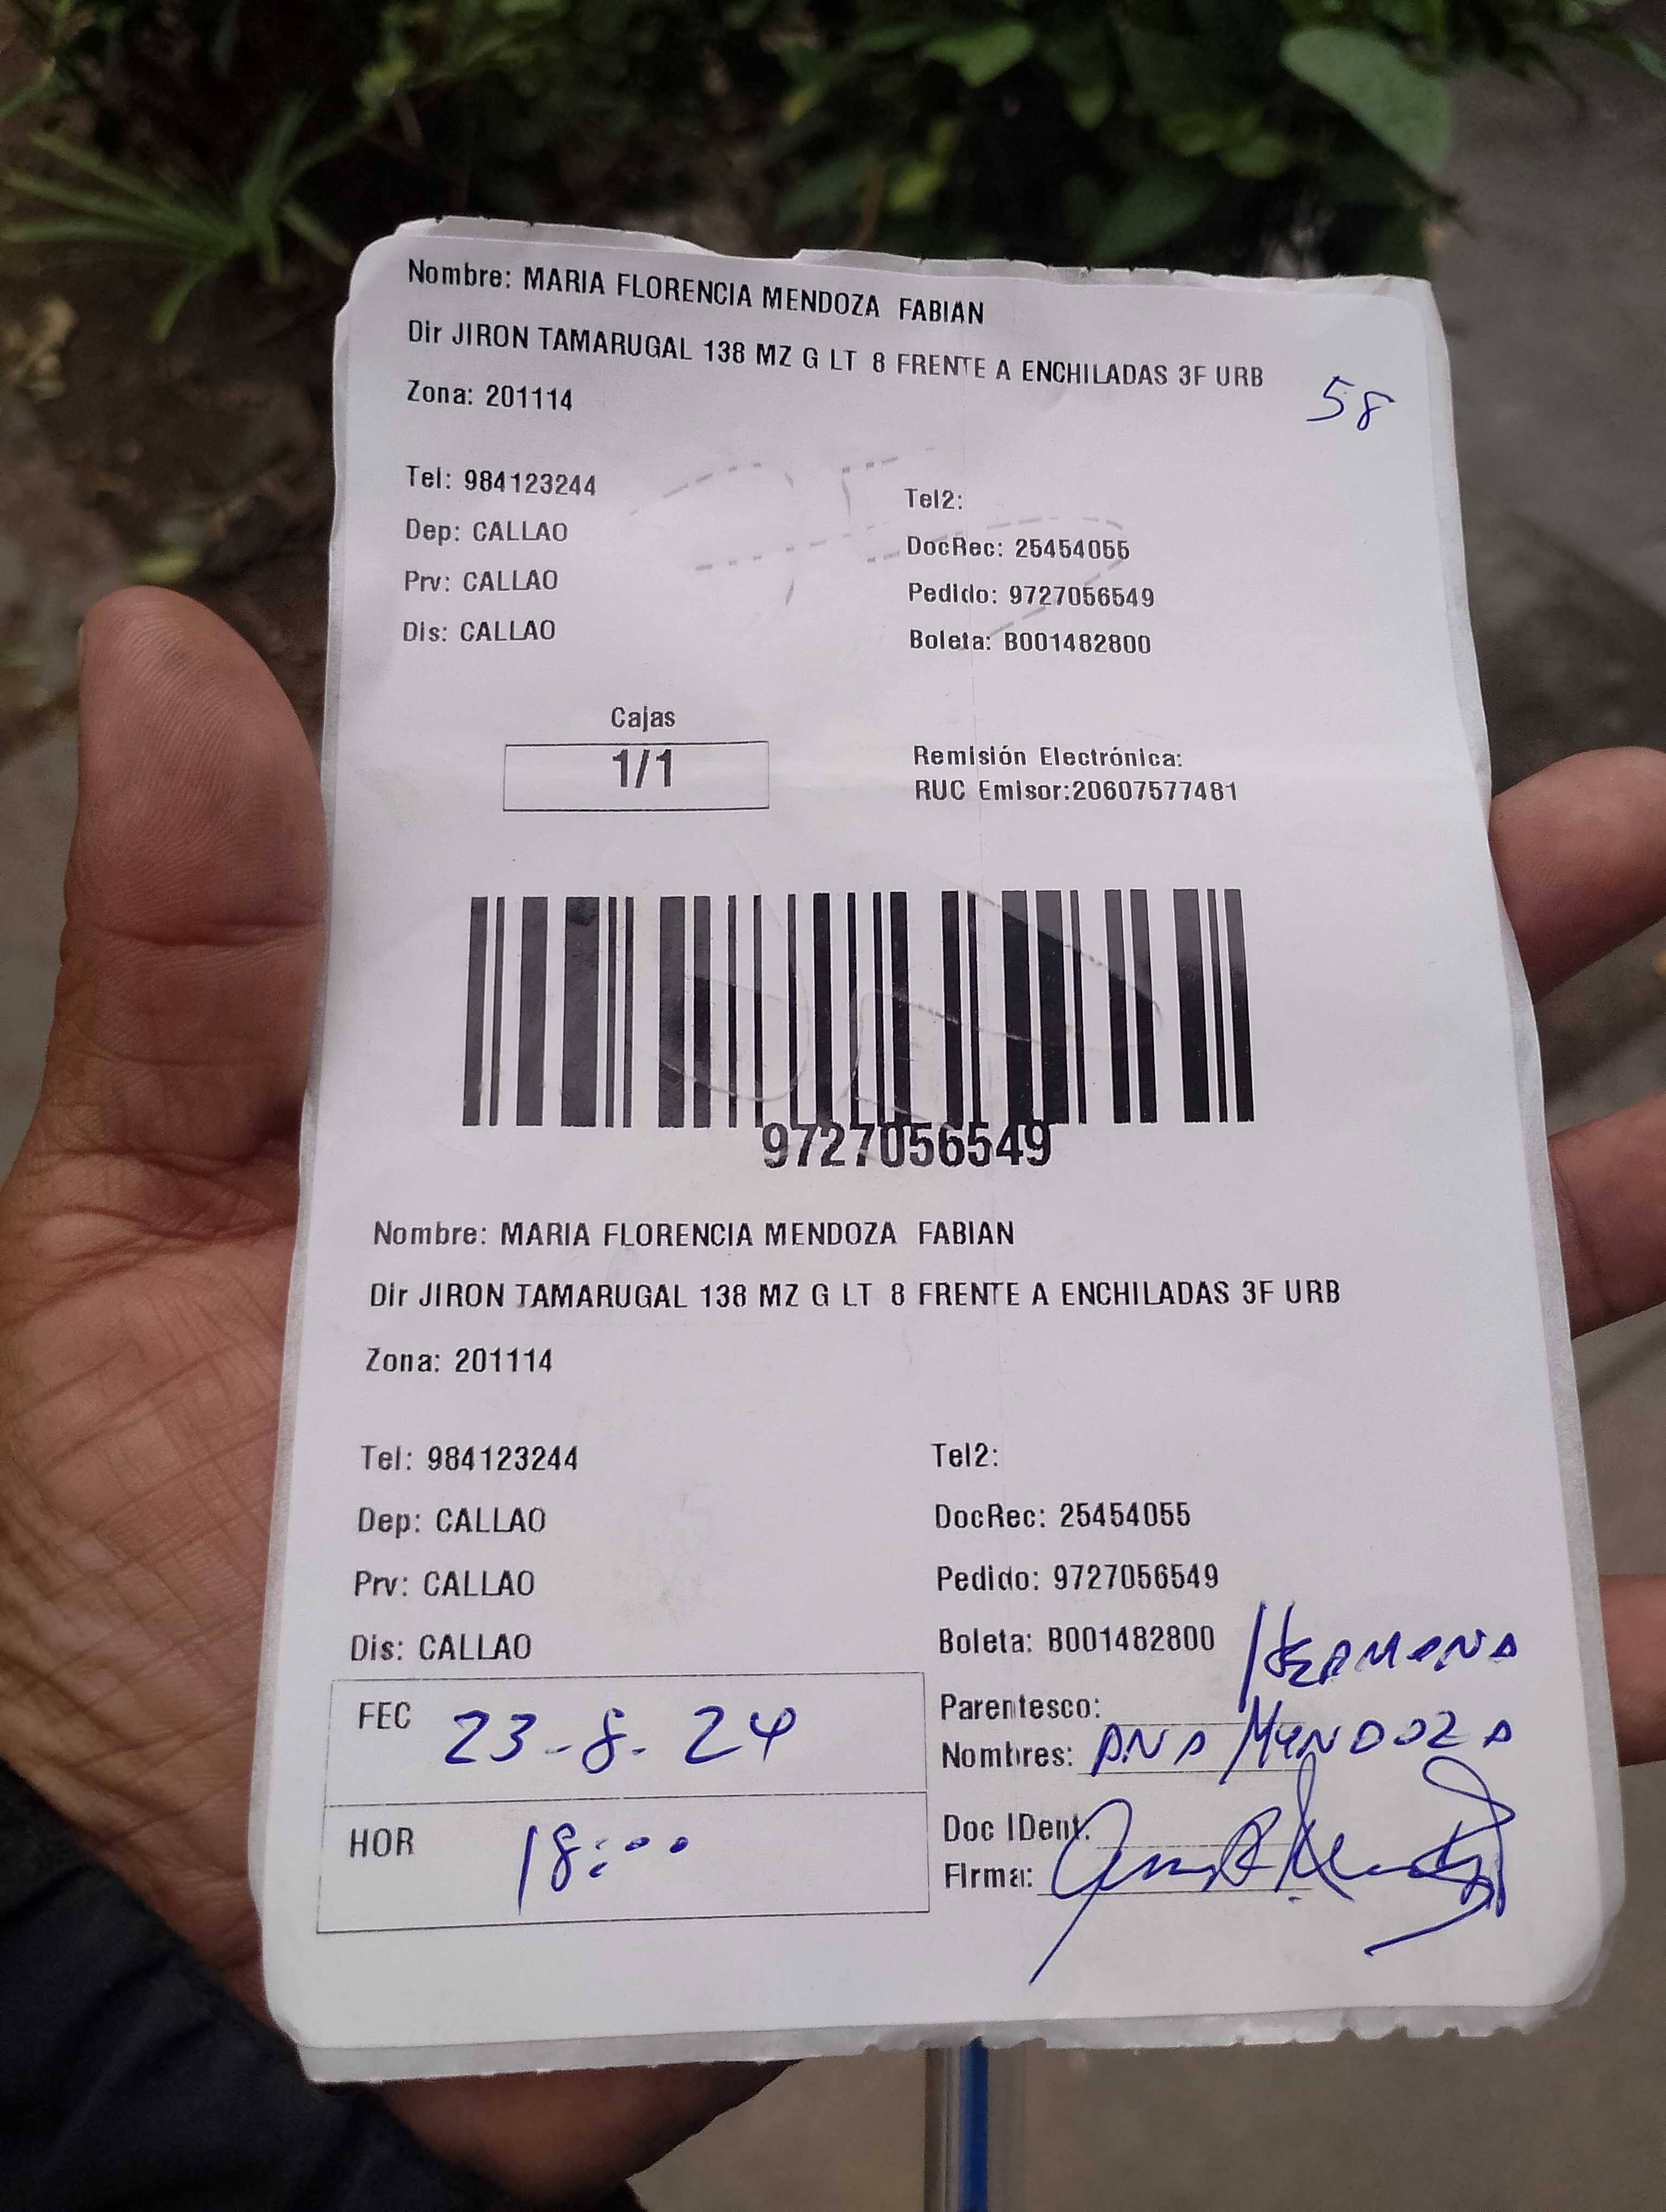 Nombre: MARIA FLORENCIA MENDOZA FABIAN
Dir JIRON TAMARUGAL 138 MZ G LT 8 FRENTE A ENCHILADAS 3F URB
58
Zona: 201114
Tel: 984123244
Tel2:
Dep: CALLAO
DocRec: 25454055
Prv: CALLAO
Pedido: 9727056549
Dis: CALLAO
Boleta: B001482800
Cajas
1/1
Remisión Electrónica:
RUC Emisor:20607577481
9727056549
Nombre: MARIA FLORENCIA MENDOZA FABIAN
Dir JIRON TAMARUGAL 138 MZ G LT 8 FRENTE A ENCHILADAS 3F URB
Zona: 201114
Tel: 984123244
Tel2:
Dep: CALLAO
DocRec: 25454055
Prv: CALLAO
Pedido: 9727056549
Dis: CALLAO
Boleta: B001482800
FEC 23-8-24
Parentesco: HERMANA
Nombres: ANA MENDOZA
HOR 18:00
Doc IDent.
Firma: